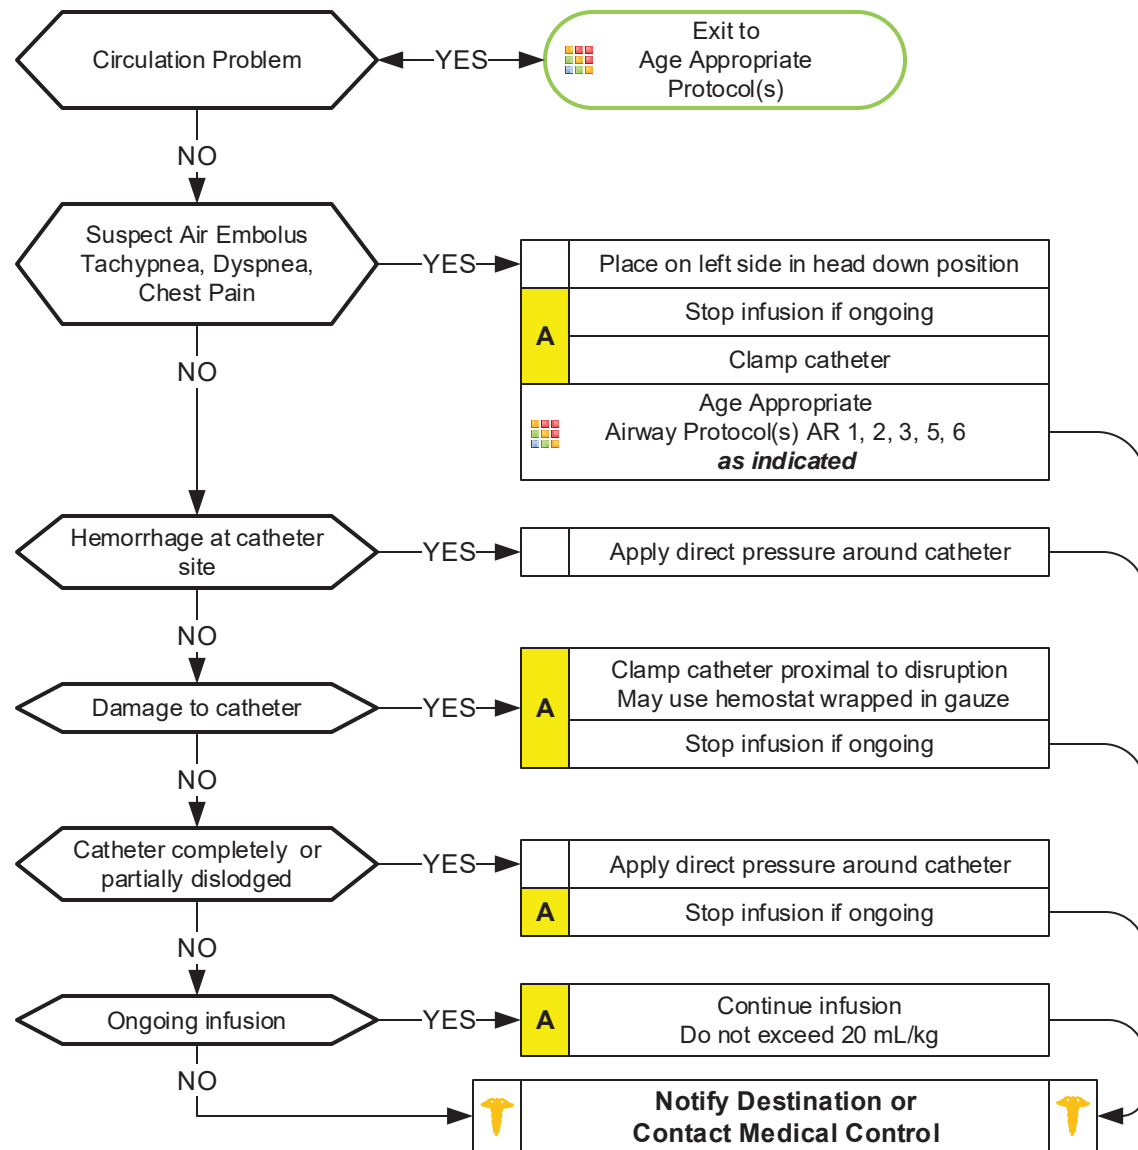 Circulation Problem
YES
Exit to
Age Appropriate
Protocol(s)
NO
Suspect Air Embolus
Tachypnea, Dyspnea,
Chest Pain
YES
Place on left side in head down position
A
Stop infusion if ongoing
Clamp catheter
Age Appropriate
Airway Protocol(s) AR 1, 2, 3, 5, 6
as indicated
NO
Hemorrhage at catheter
site
YES
Apply direct pressure around catheter
NO
Damage to catheter
YES
A
Clamp catheter proximal to disruption
May use hemostat wrapped in gauze
Stop infusion if ongoing
NO
Catheter completely or
partially dislodged
YES
Apply direct pressure around catheter
A
Stop infusion if ongoing
NO
Ongoing infusion
YES
A
Continue infusion
Do not exceed 20 mL/kg
NO
Notify Destination or
Contact Medical Control